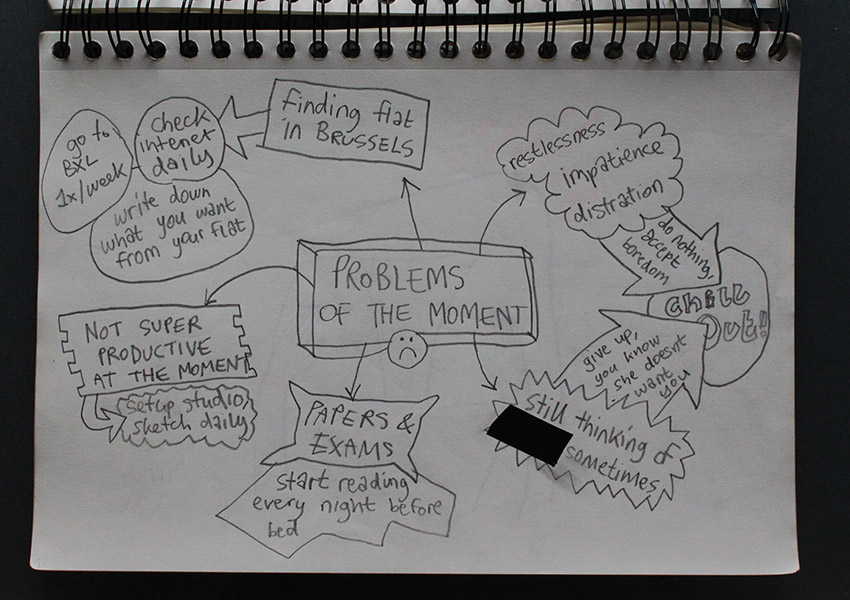 PROBLEMS
OF THE MOMENT
finding flat
in BRUSSELS
check
intenet
daily
go to
BXL
1x/week
write down
what you want
from your flat
restlessness
impatience
distration
do nothing,
accept
boredom
Chill
Out!
give up,
you know
she doesn't
want
you
still thinking of
sometimes
PAPERS &
EXAMS
start reading
every night before
bed
NOT SUPER
PRODUCTIVE
AT THE MOMENT
setup studio,
sketch daily